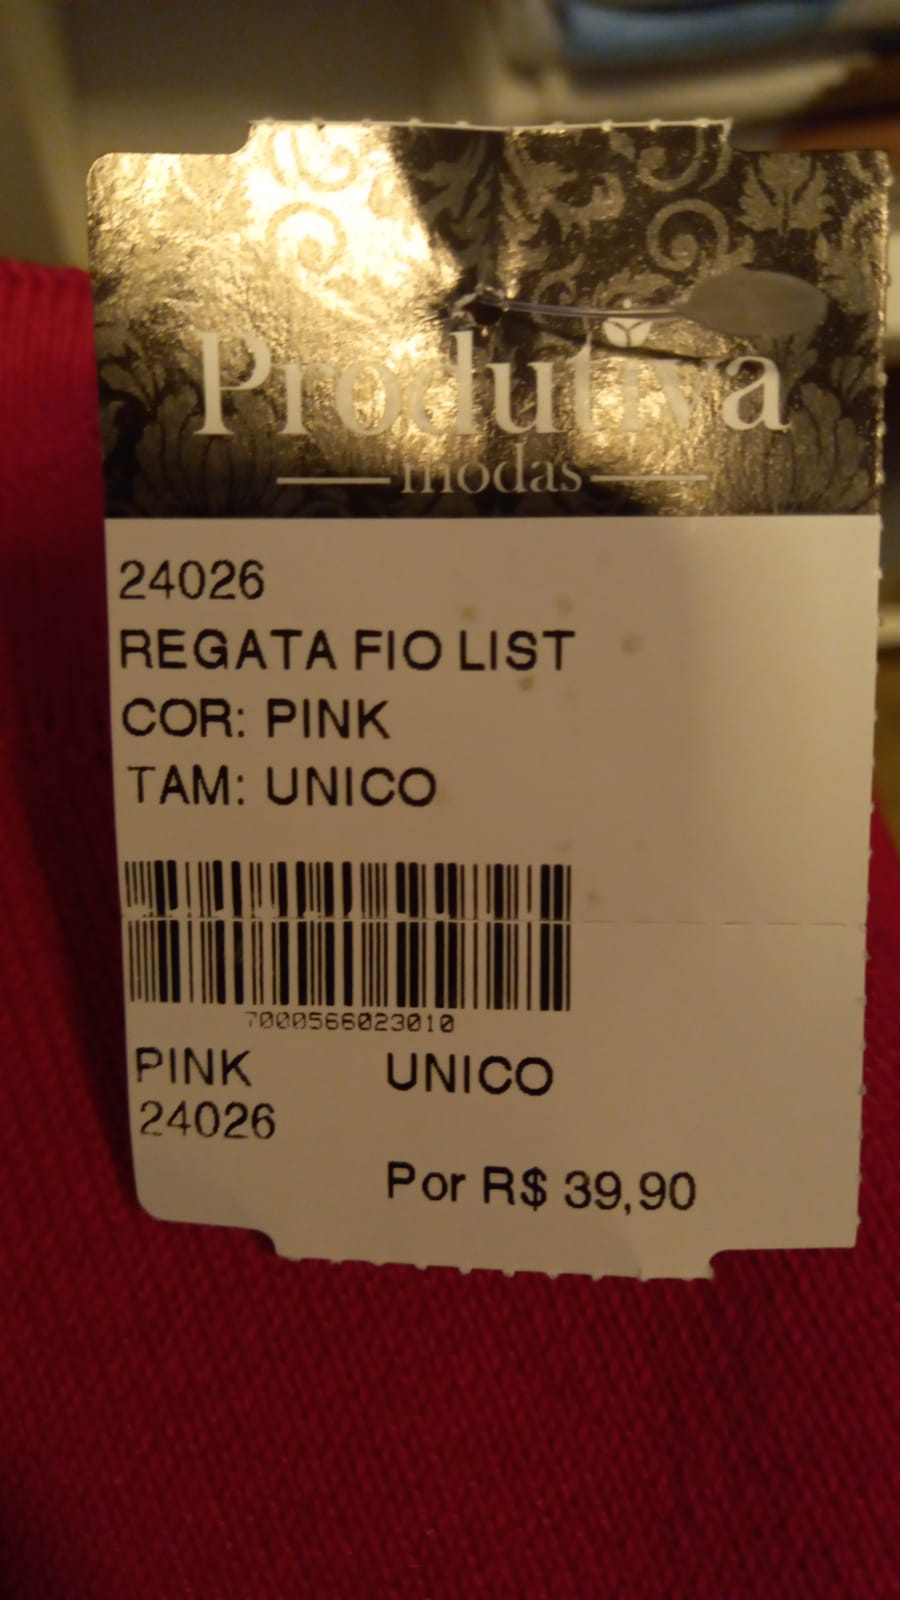 Produtiva
modas
24026
REGATA FIO LIST
COR: PINK
TAM: UNICO
7000566023010
PINK UNICO
24026
Por R$ 39,90